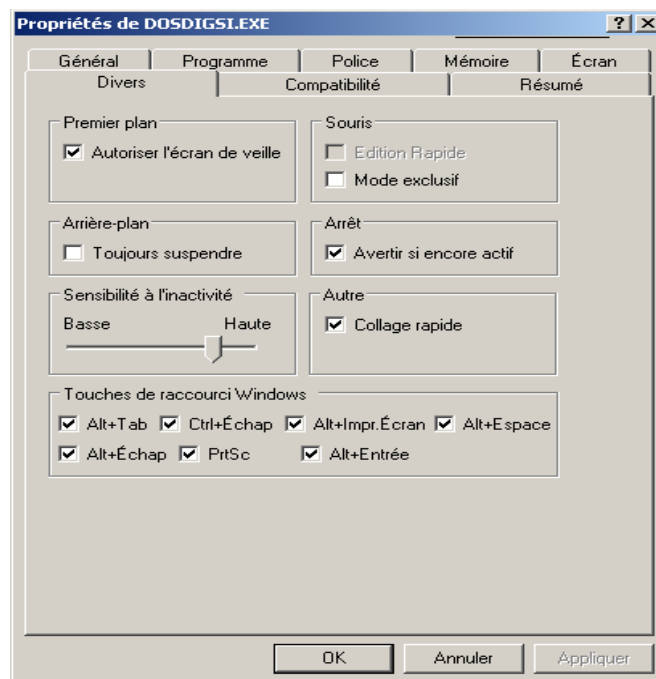 Propriétés de DOSDIGSI.EXE
Général Programme Police Mémoire Écran
Divers Compatibilité Résumé
Premier plan
Autoriser l'écran de veille
Souris
Edition Rapide
Mode exclusif
Arrière-plan
Toujours suspendre
Arrêt
Avertir si encore actif
Sensibilité à l'inactivité
Basse Haute
Autre
Collage rapide
Touches de raccourci Windows
Alt+Tab Ctrl+Échap Alt+Impr.Écran Alt+Espace
Alt+Échap PrtSc Alt+Entrée
OK Annuler Appliquer